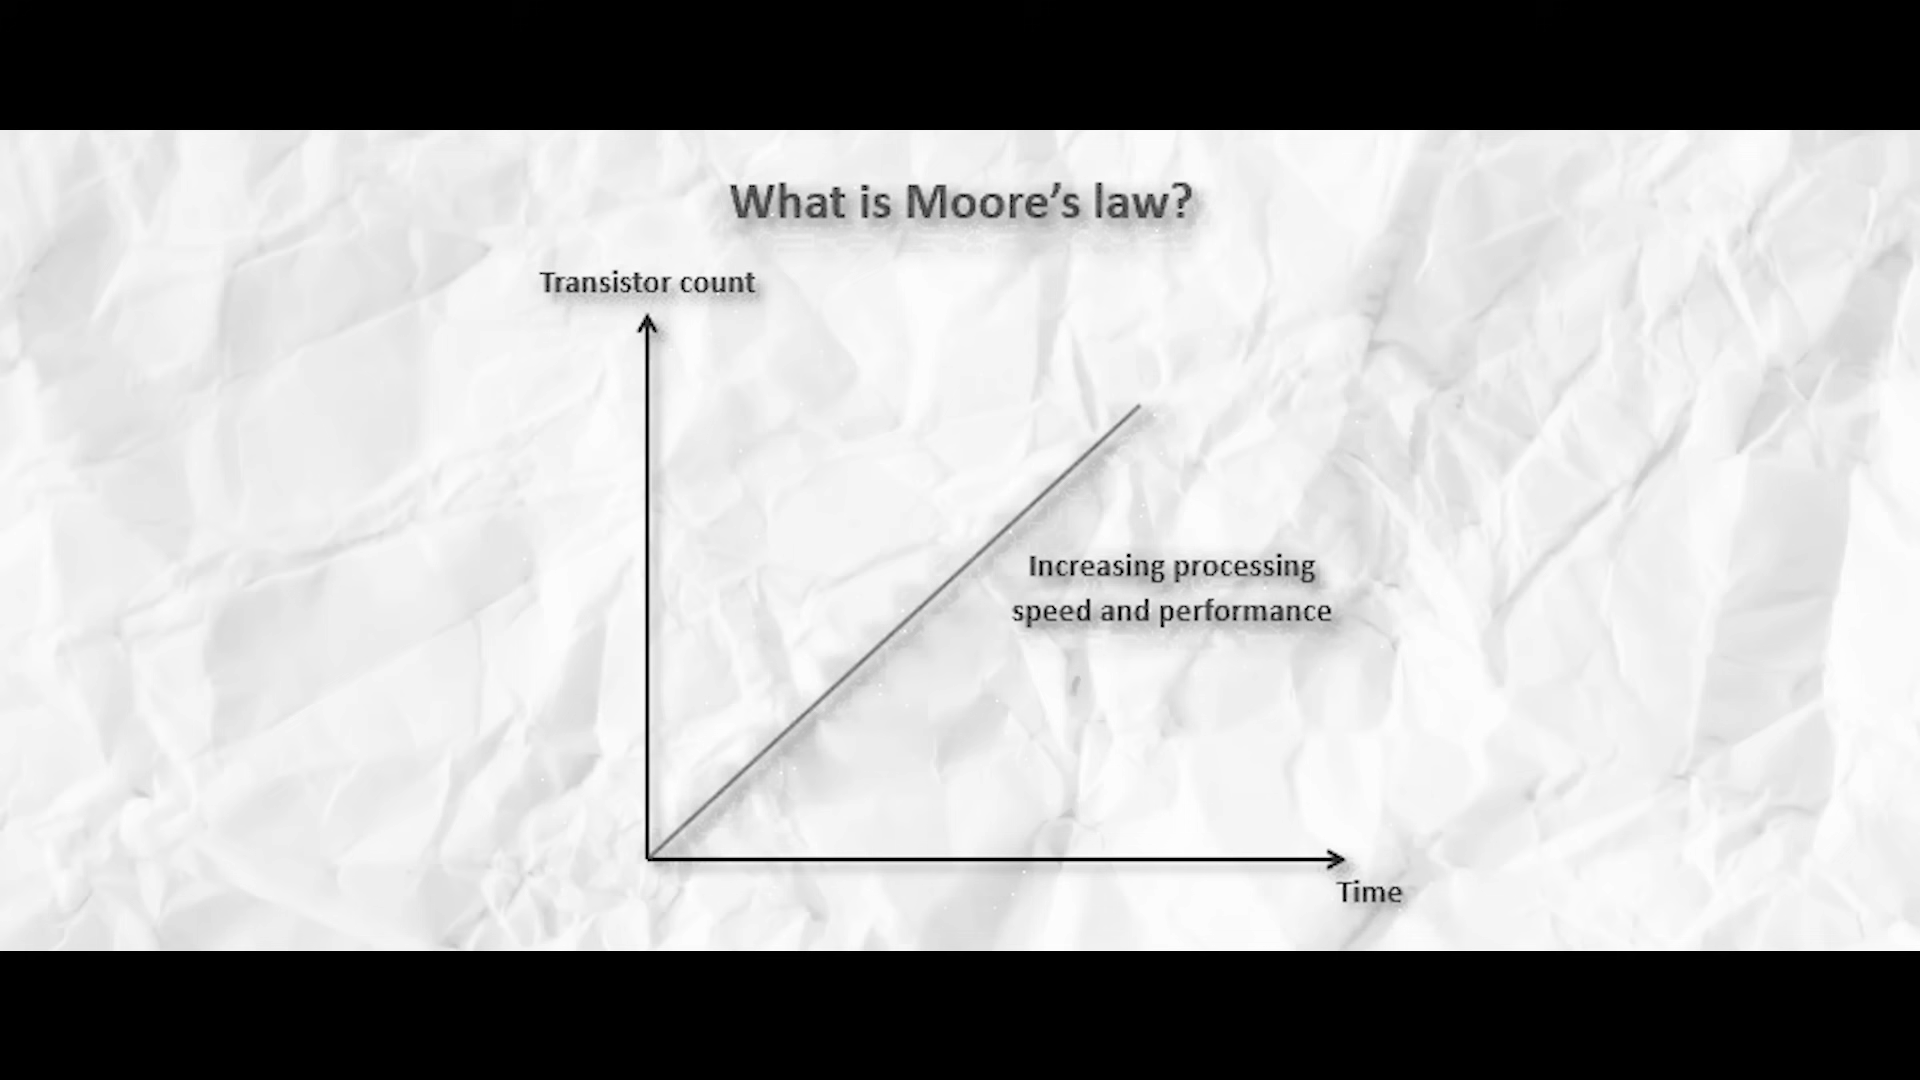 What is Moore’s law?
Transistor count
Increasing processing
speed and performance
Time